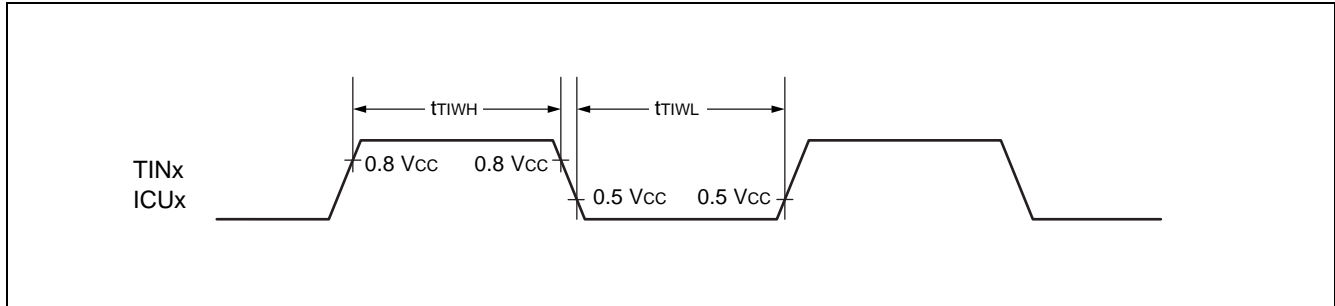 tTIWH tTIWL
TINx
ICUx
0.8 VCC 0.8 VCC
0.5 VCC 0.5 VCC